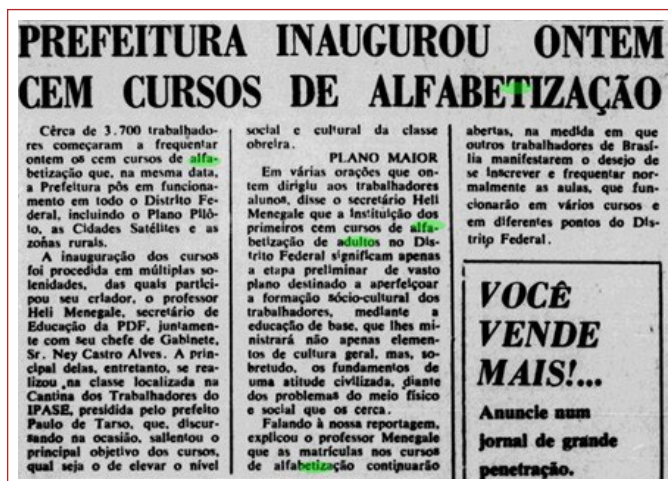 PREFEITURA INAUGUROU ONTEM
CEM CURSOS DE ALFABETIZAÇÃO
Cêrca de 3.700 trabalhado-
res começaram a frequentar
ontem os cem cursos de alfa-
betização que, na mesma data,
a Prefeitura pôs em funciona-
mento em todo o Distrito Fe-
deral, incluindo o Plano Pilô-
to, as Cidades Satélites e as
zonas rurais.
A inauguração dos cursos
foi procedida em múltiplas so-
lenidades, das quais partici-
pou seu criador, o professor
Heli Menegale, secretário de
Educação da PDF, juntamen-
te com seu chefe de Gabinete,
Sr. Ney Castro Alves. A prin-
cipal delas, entretanto, se rea-
lizou na classe localizada na
Cantina dos Trabalhadores do
IPASE, presidida pelo prefeito
Paulo de Tarso, que, discur-
sando na ocasião, salientou o
principal objetivo dos cursos,
qual seja o de elevar o nível
social e cultural da classe
obreira.
PLANO MAIOR
Em várias orações que on-
tem dirigiu aos trabalhadores
alunos, disse o secretário Heli
Menegale que a instituição dos
primeiros cem cursos de alfa-
betização de adultos no Dis-
trito Federal significam apenas
a etapa preliminar de vasto
plano destinado a aperfeiçoar
a formação sócio-cultural dos
trabalhadores, mediante a
educação de base, que lhes mi-
nistrará não apenas elemen-
tos de cultura geral, mas, so-
bretudo, os fundamentos de
uma atitude civilizada, diante
dos problemas do meio físico
e social que os cerca.
Falando à nossa reportagem,
explicou o professor Menegale
que as matrículas nos cursos
de alfabetização continuarão
abertas, na medida em que
outros trabalhadores de Brasí-
lia manifestarem o desejo de
se inscrever e frequentar nor-
malmente as aulas, que fun-
cionarão em vários cursos e
em diferentes pontos do Dis-
trito Federal.
VOCÊ
VENDE
MAIS!...
Anuncie num
jornal de grande
penetração.